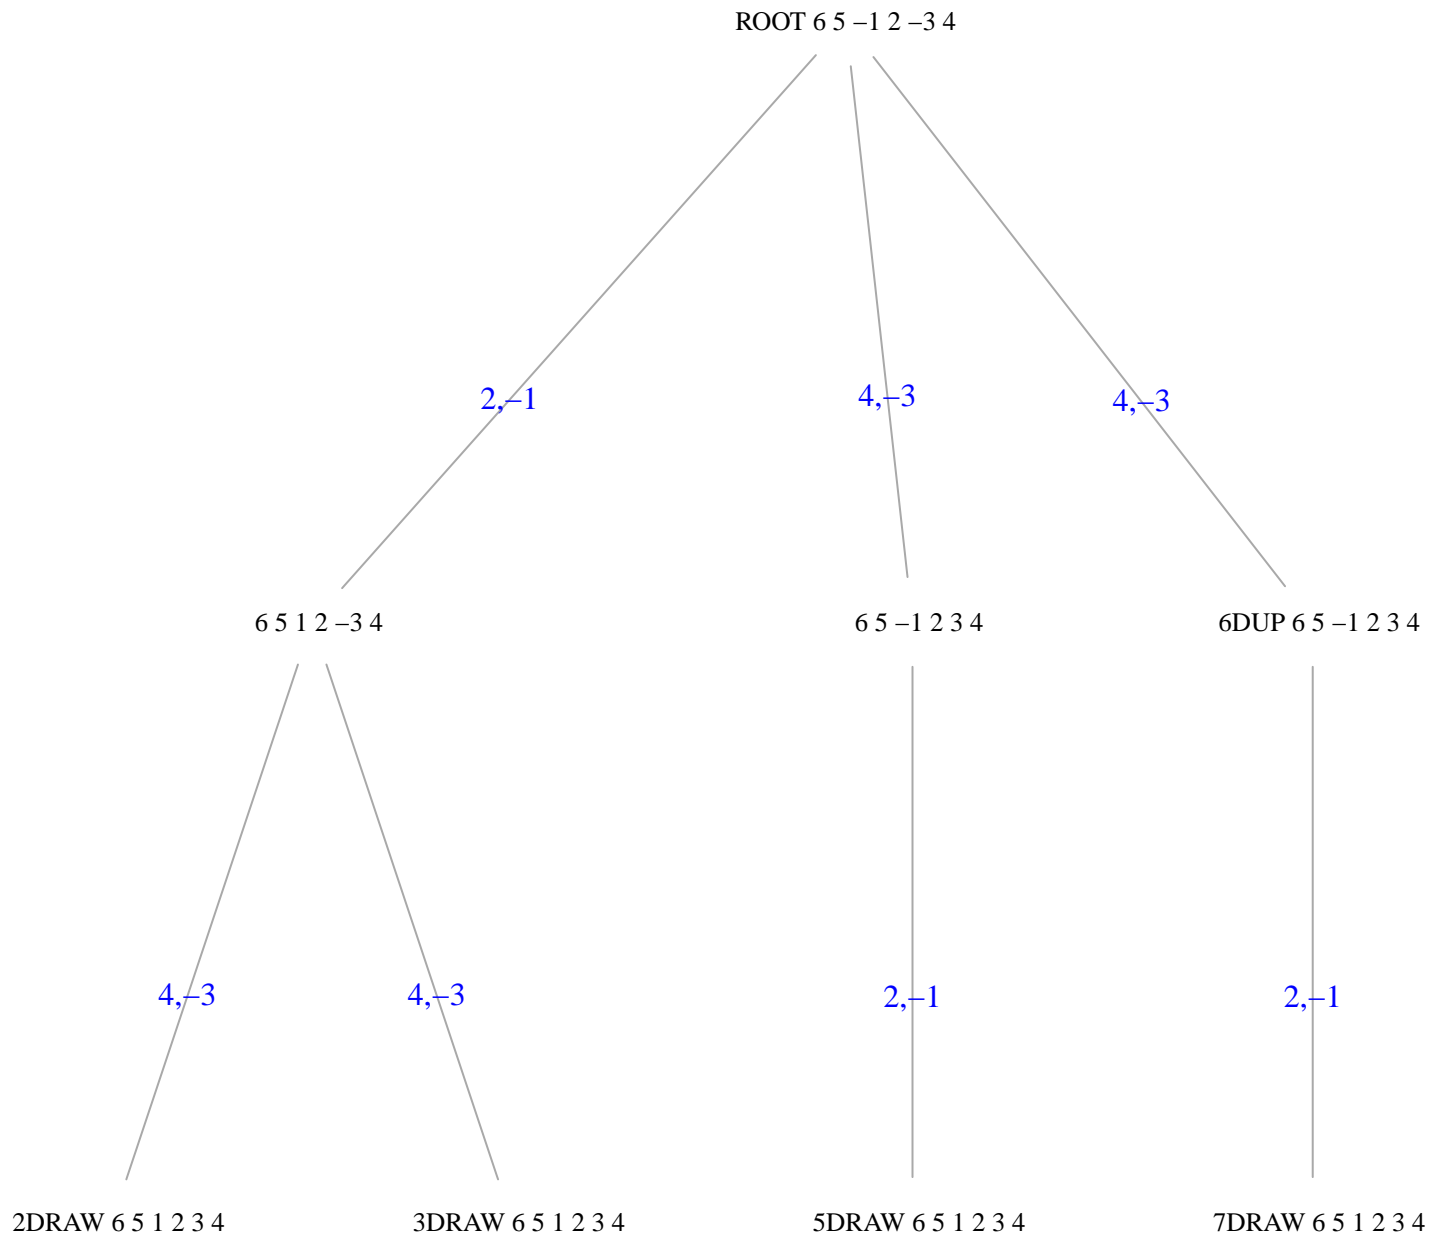 ROOT 6 5 –1 2 –3 4
2,–1
4,–3
4,–3
6 5 1 2 –3 4
6 5 –1 2 3 4
6DUP 6 5 –1 2 3 4
4,–3
4,–3
2,–1
2,–1
2DRAW 6 5 1 2 3 4
3DRAW 6 5 1 2 3 4
5DRAW 6 5 1 2 3 4
7DRAW 6 5 1 2 3 4